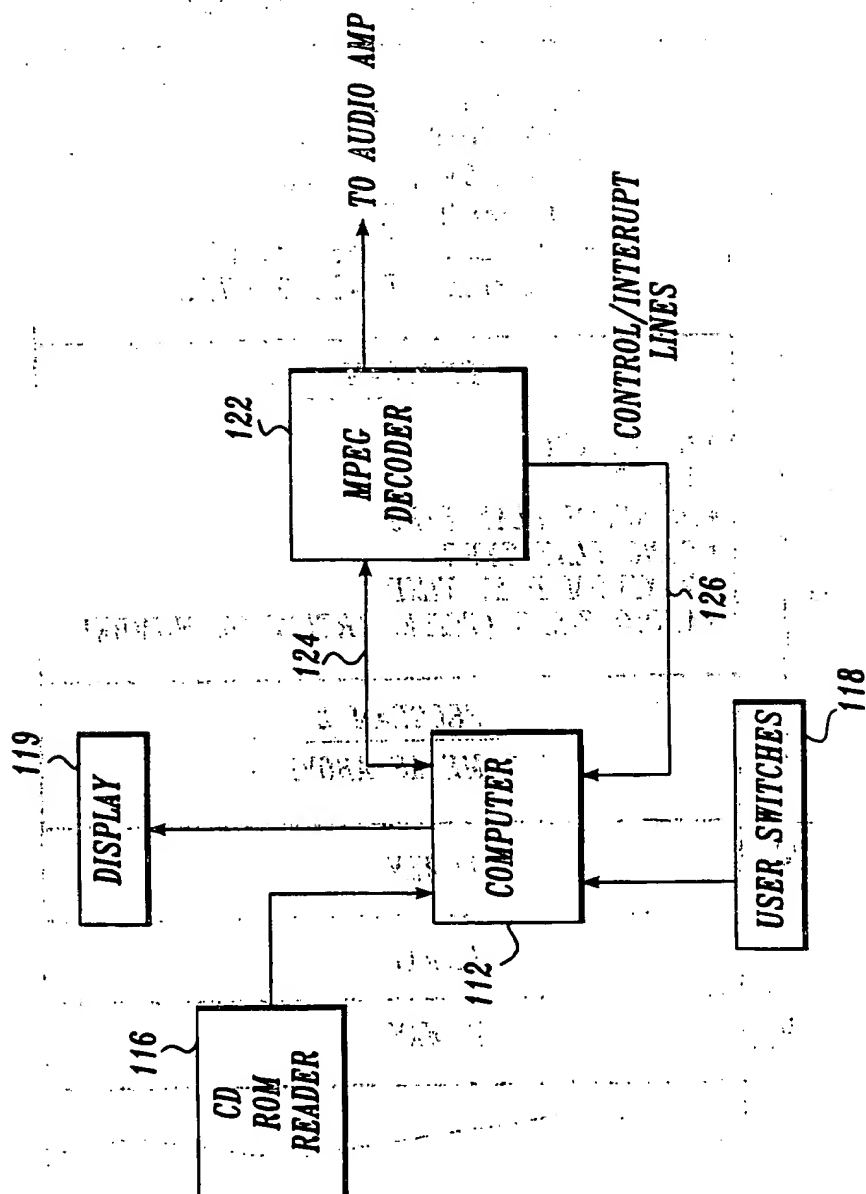 119
DISPLAY
116
CD
ROM
READER
124
122
MPEG
DECODER
TO AUDIO AMP
COMPUTER
112
CONTROL/INTERUPT
LINES
126
USER SWITCHES
118